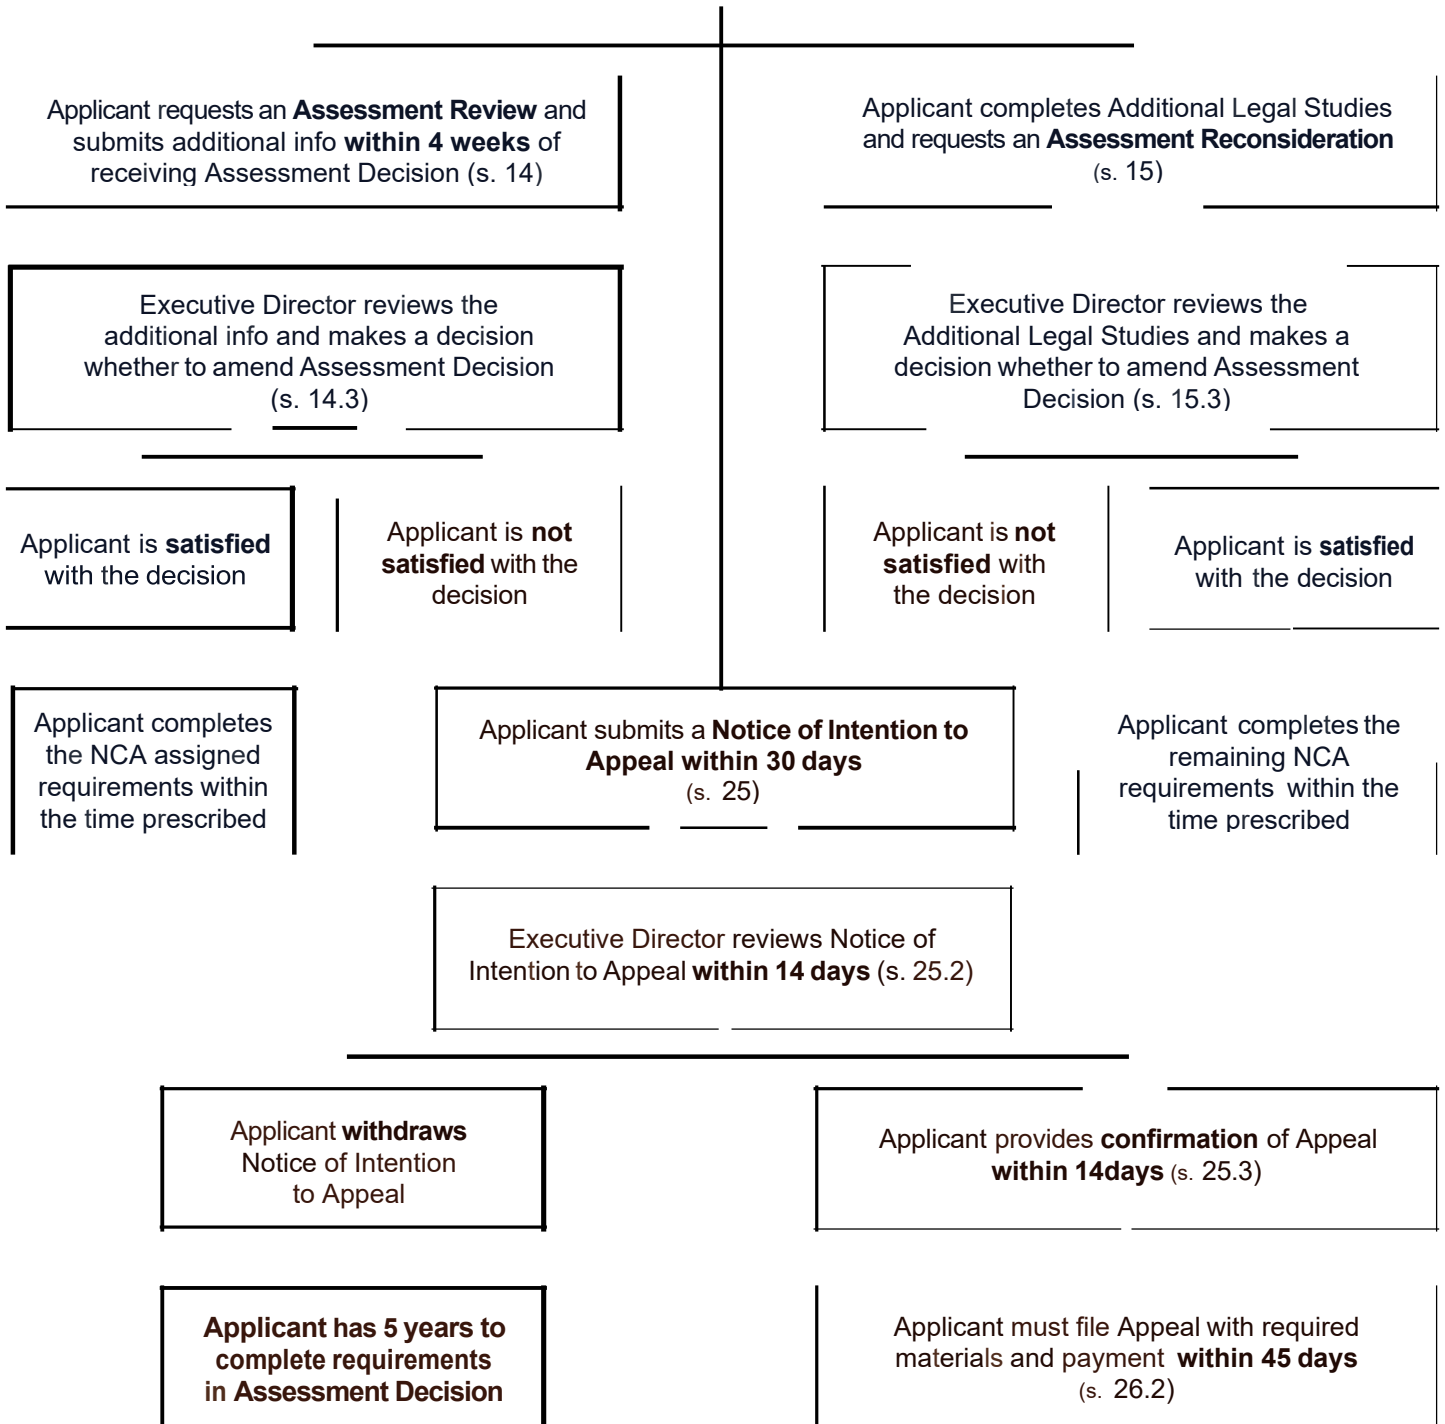 Applicant requests an Assessment Review and
submits additional info within 4 weeks of
receiving Assessment Decision (s. 14)
Applicant completes Additional Legal Studies
and requests an Assessment Reconsideration
(s. 15)
Executive Director reviews the
additional info and makes a decision
whether to amend Assessment Decision
(s. 14.3)
Executive Director reviews the
Additional Legal Studies and makes a
decision whether to amend Assessment
Decision (s. 15.3)
Applicant is satisfied
with the decision
Applicant is not
satisfied with the
decision
Applicant is not
satisfied with
the decision
Applicant is satisfied
with the decision
Applicant completes
the NCA assigned
requirements within
the time prescribed
Applicant submits a Notice of Intention to
Appeal within 30 days
(s. 25)
Applicant completes the
remaining NCA
requirements within the
time prescribed
Executive Director reviews Notice of
Intention to Appeal within 14 days (s. 25.2)
Applicant withdraws
Notice of Intention
to Appeal
Applicant provides confirmation of Appeal
within 14days (s. 25.3)
Applicant has 5 years to
complete requirements
in Assessment Decision
Applicant must file Appeal with required
materials and payment within 45 days
(s. 26.2)